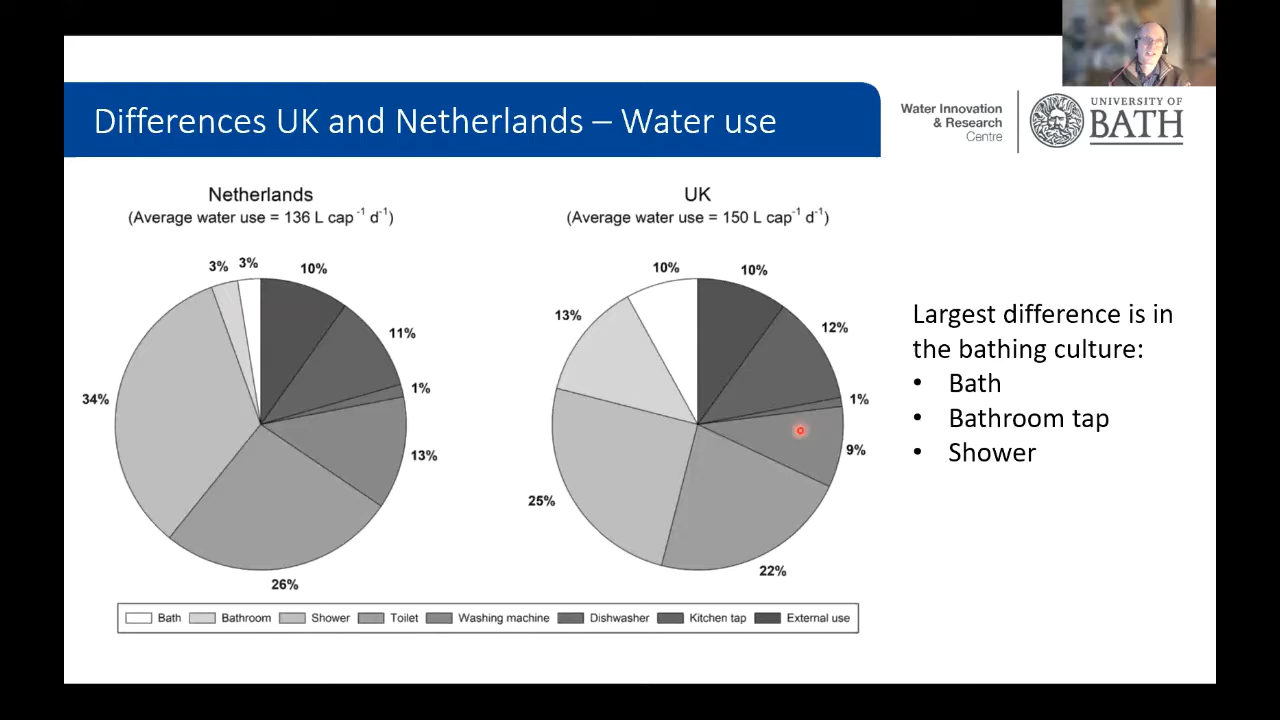 Differences UK and Netherlands – Water use
Water Innovation
& Research
Centre
UNIVERSITY OF
BATH
Netherlands
(Average water use = 136 L cap⁻¹ d⁻¹)
3%
3%
10%
11%
1%
13%
26%
34%
UK
(Average water use = 150 L cap⁻¹ d⁻¹)
10%
10%
12%
1%
9%
22%
25%
13%
Largest difference is in
the bathing culture:
• Bath
• Bathroom tap
• Shower
Bath Bathroom Shower Toilet Washing machine Dishwasher Kitchen tap External use